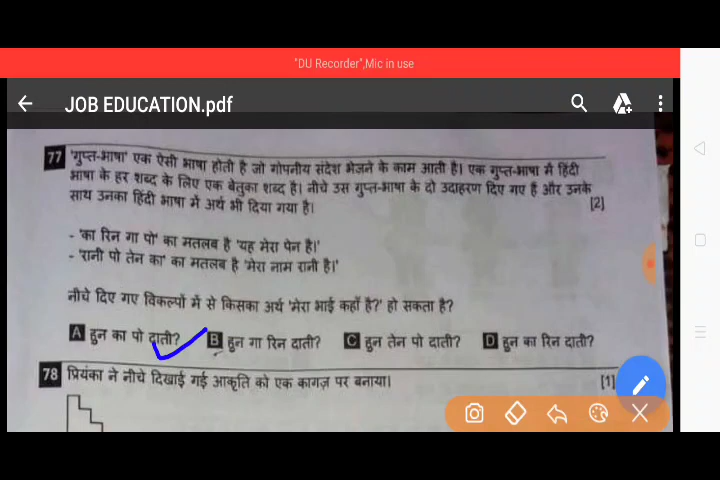 "DU Recorder",Mic in use
JOB EDUCATION.pdf
77 'गुप्त-भाषा' एक ऐसी भाषा होती है जो गोपनीय संदेश भेजने के काम आती है। एक गुप्त-भाषा में हिंदी
भाषा के हर शब्द के लिए एक बेतुका शब्द है। नीचे उस गुप्त-भाषा के दो उदाहरण दिए गए है और उनके
साथ उनका हिंदी भाषा में अर्थ भी दिया गया है। [2]
- 'का रिन गा पो' का मतलब है 'यह मेरा पेन है।'
- 'रानी पो तेन का' का मतलब है 'मेरा नाम रानी है।'
नीचे दिए गए विकल्पों में से किसका अर्थ 'मेरा भाई कहाँ है?' हो सकता है?
A हुन का पो दाती? B हुन गा रिन दाती? C हुन तेन पो दाती? D हुन का रिन दाती?
78 प्रियंका ने नीचे दिखाई गई आकृति को एक कागज़ पर बनाया। [1]